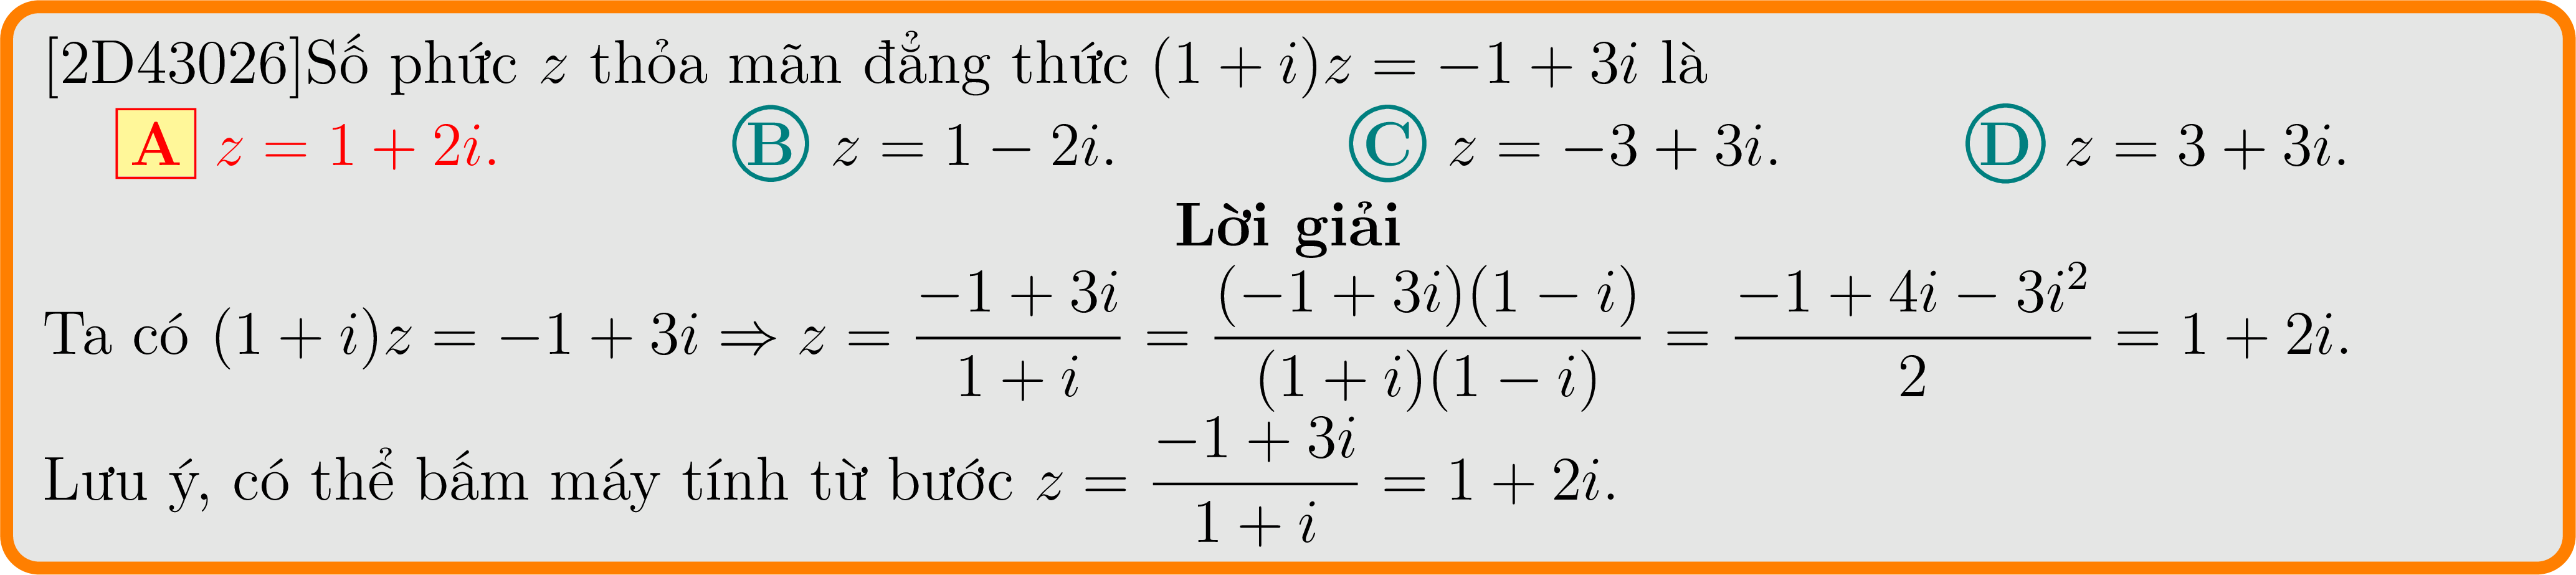 [2D43026]Số phức z thỏa mãn đẳng thức (1 + i)z = −1 + 3i là
A z = 1 + 2i. B z = 1 − 2i. C z = −3 + 3i. D z = 3 + 3i.
Lời giải
Ta có (1 + i)z = −1 + 3i ⇒ z = \frac{−1 + 3i}{1 + i} = \frac{(−1 + 3i)(1 − i)}{(1 + i)(1 − i)} = \frac{−1 + 4i − 3i^2}{2} = 1 + 2i.
Lưu ý, có thể bấm máy tính từ bước z = \frac{−1 + 3i}{1 + i} = 1 + 2i.